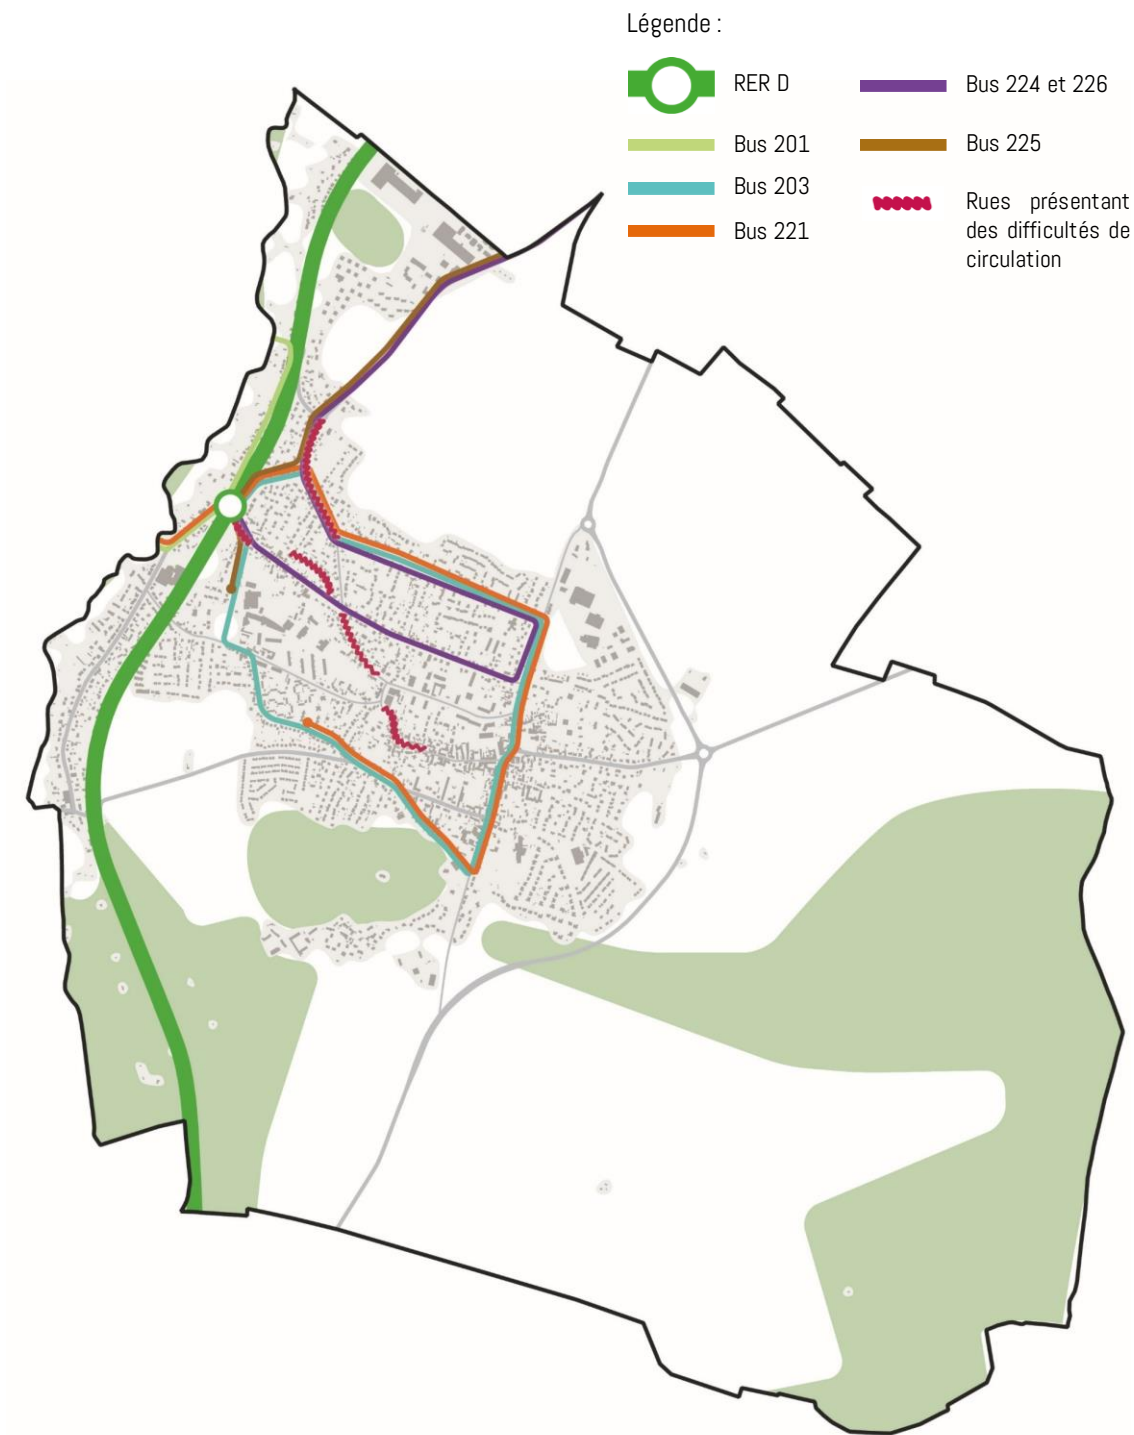 Légende :
RER D
Bus 201
Bus 203
Bus 221
Bus 224 et 226
Bus 225
Rues présentant
des difficultés de
circulation